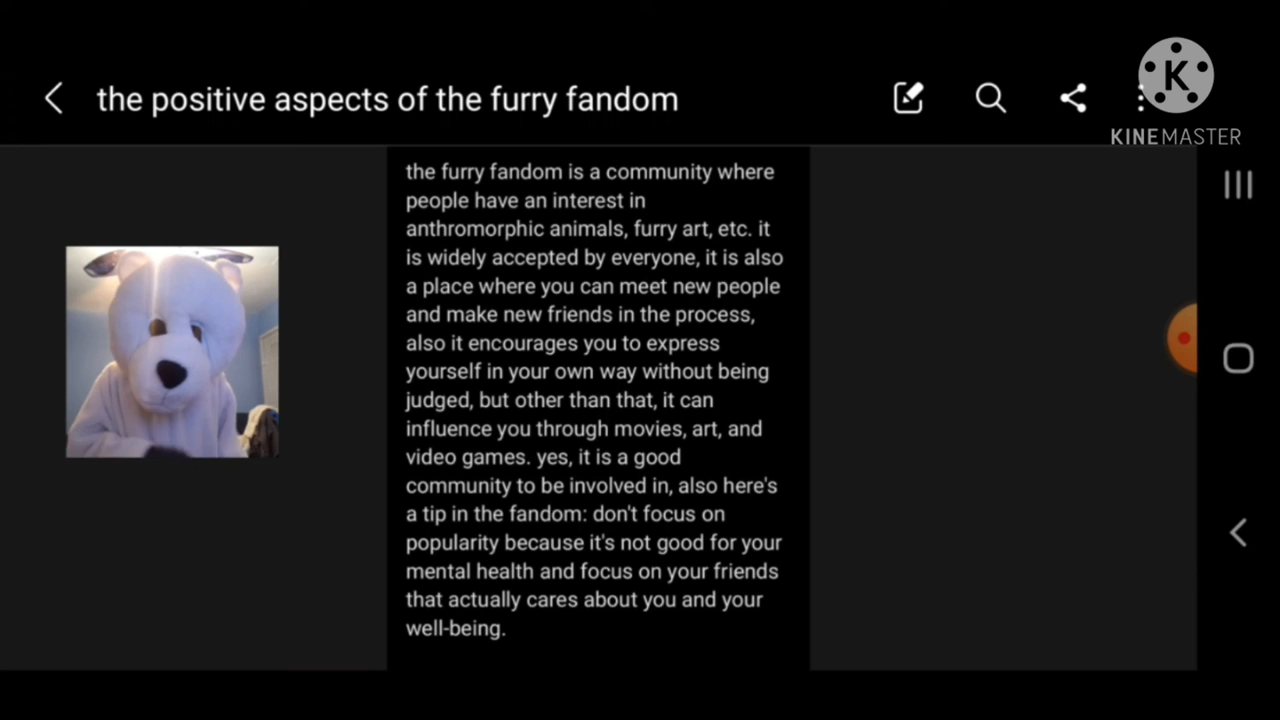 the positive aspects of the furry fandom
K
KINEMASTER
the furry fandom is a community where
people have an interest in
anthromorphic animals, furry art, etc. it
is widely accepted by everyone, it is also
a place where you can meet new people
and make new friends in the process,
also it encourages you to express
yourself in your own way without being
judged, but other than that, it can
influence you through movies, art, and
video games. yes, it is a good
community to be involved in, also here's
a tip in the fandom: don't focus on
popularity because it's not good for your
mental health and focus on your friends
that actually cares about you and your
well-being.